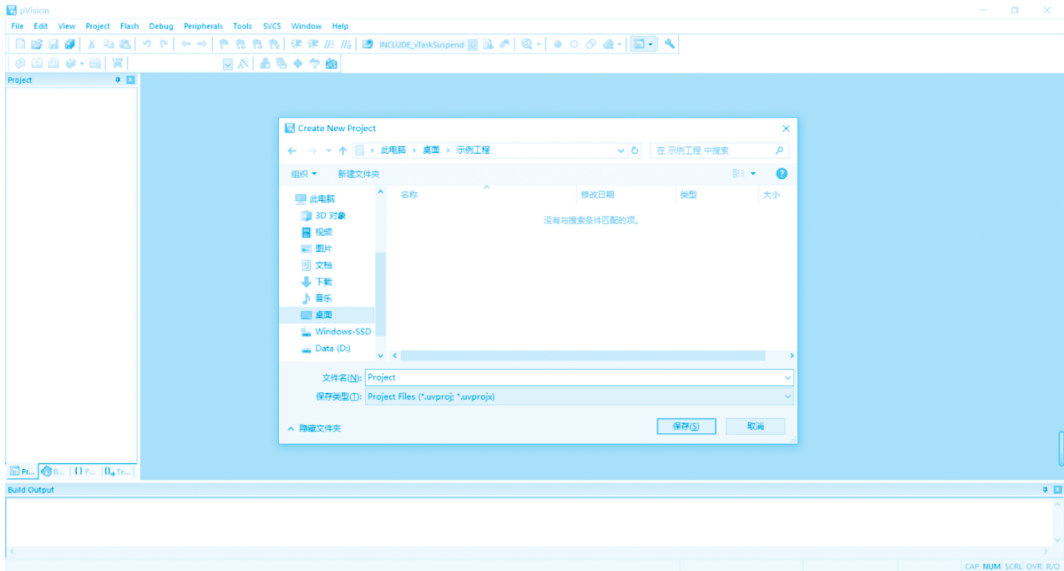 μVision
File Edit View Project Flash Debug Peripherals Tools SVCS Window Help
INCLUDE_vTaskSuspend
Project
Create New Project
此电脑 › 桌面 › 示例工程
在 示例工程 中搜索
组织 新建文件夹
名称 修改日期 类型 大小
没有与搜索条件匹配的项。
此电脑
3D 对象
视频
图片
文档
下载
音乐
桌面
Windows-SSD
Data (D:)
文件名(N): Project
保存类型(T): Project Files (*.uvproj; *.uvprojx)
隐藏文件夹
保存(S) 取消
Pr... B... {} F... Te...
Build Output
CAP NUM SCRL OVR R/O